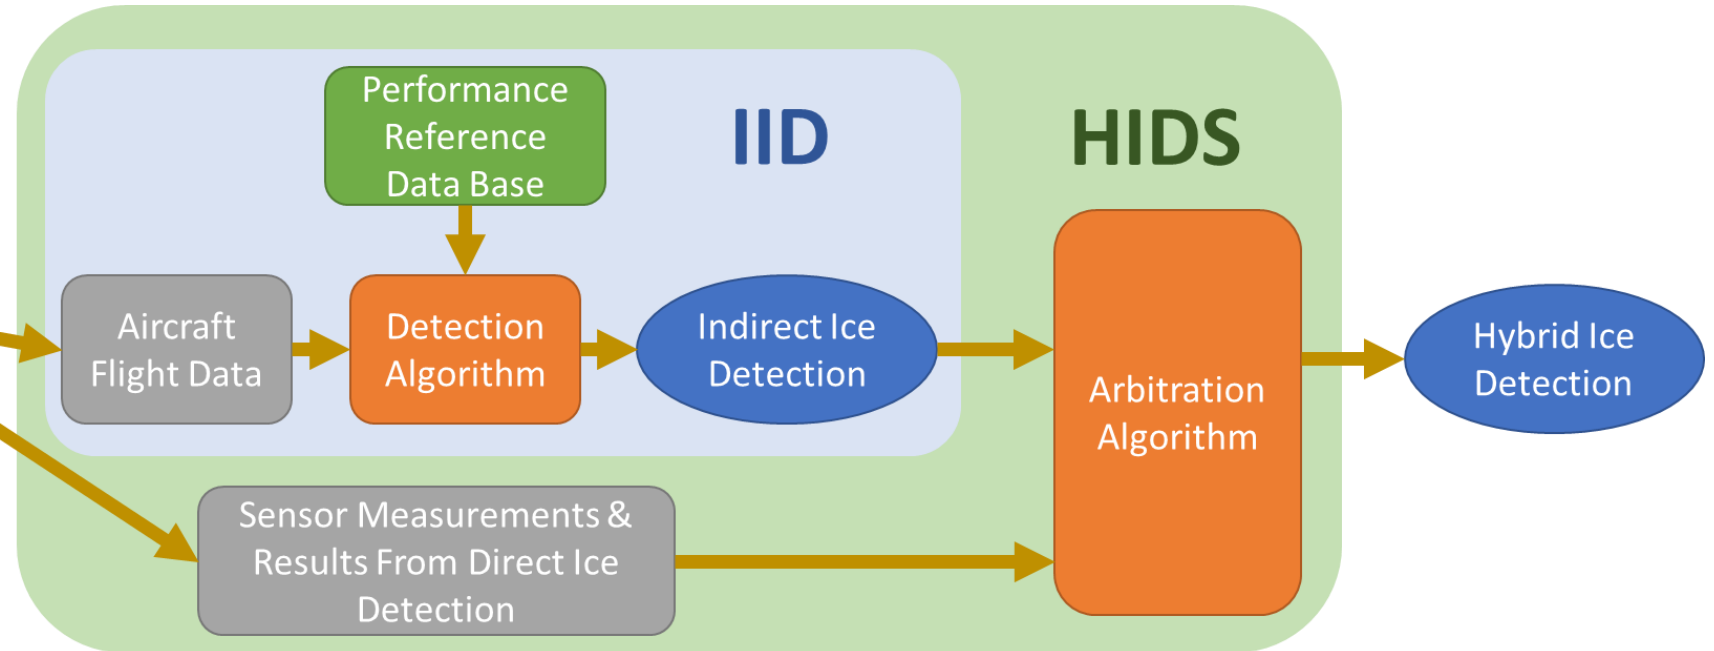 Performance
Reference
Data Base
IID
HIDS
Aircraft
Flight Data
Detection
Algorithm
Indirect Ice
Detection
Arbitration
Algorithm
Hybrid Ice
Detection
Sensor Measurements &
Results From Direct Ice
Detection